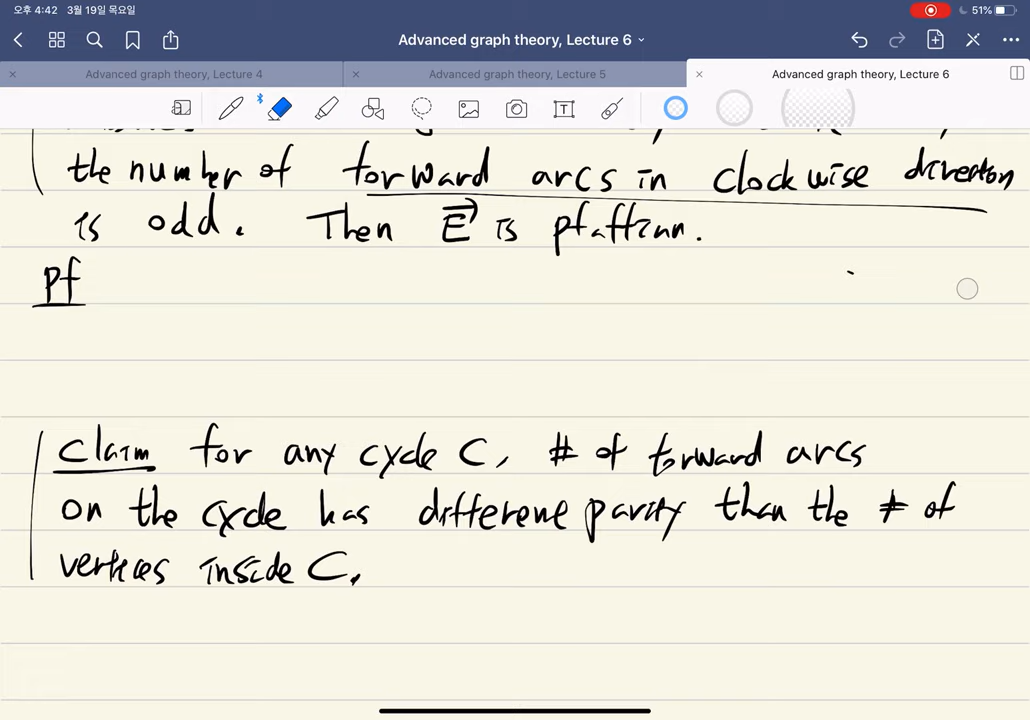 오후 4:42 3월 19일 목요일 51%
Advanced graph theory, Lecture 6
Advanced graph theory, Lecture 4 Advanced graph theory, Lecture 5 Advanced graph theory, Lecture 6
the number of forward arcs in clockwise direction
is odd. Then E→ is pfaffian.
Pf
Claim for any cycle C, # of forward arcs
on the cycle has different parity than the # of
vertices inside C.